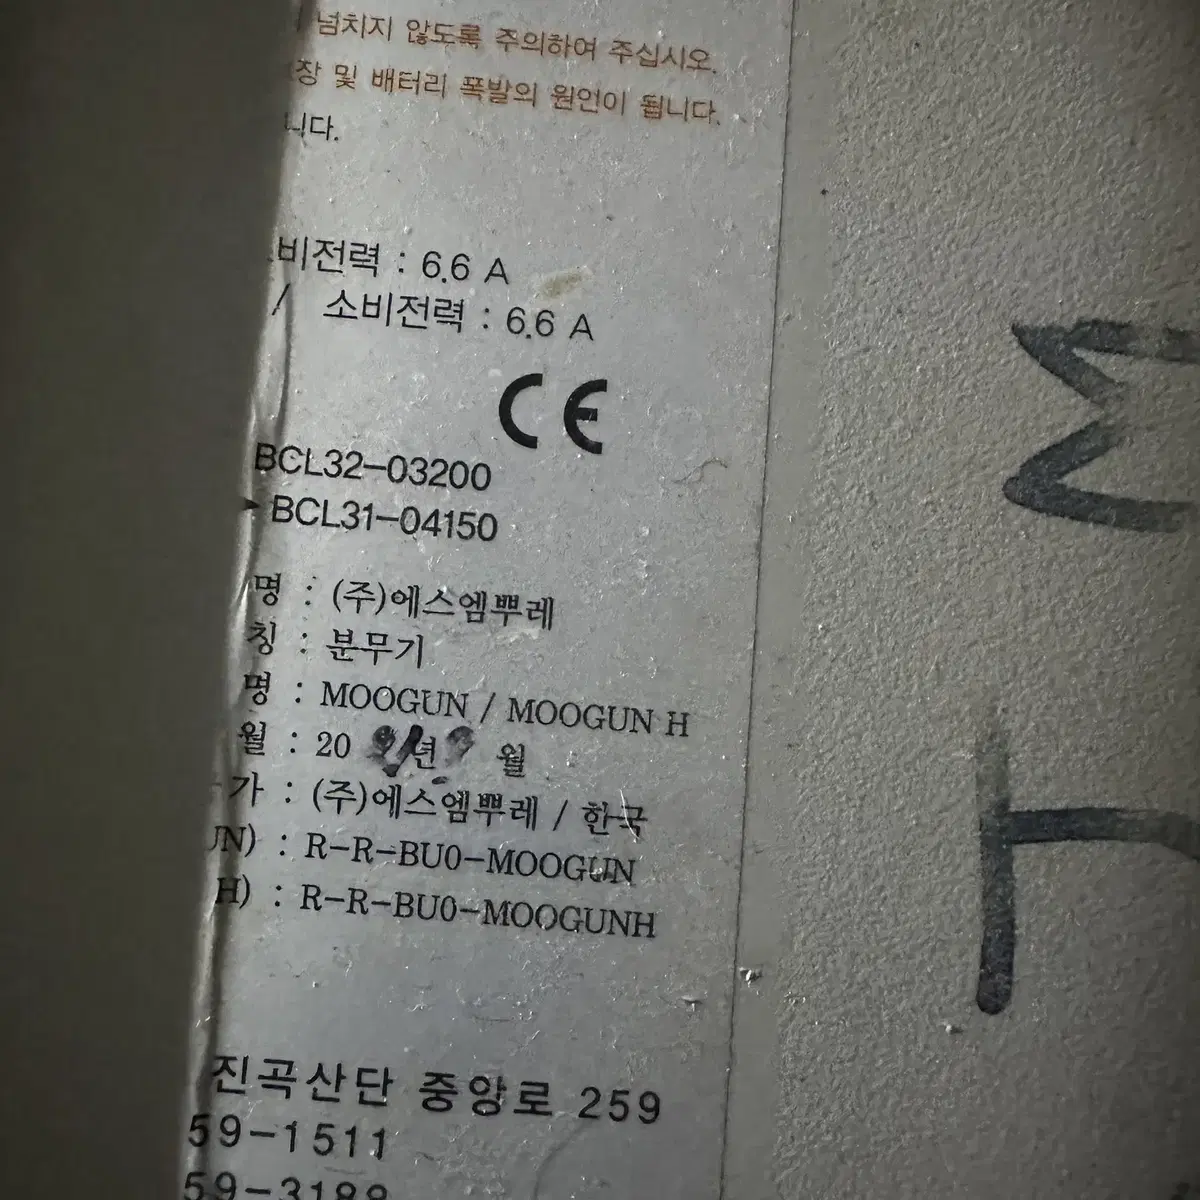 넘치지 않도록 주의하여 주십시오.
장 및 배터리 폭발의 원인이 됩니다.
니다.
비전력 : 6.6 A
/ 소비전력 : 6.6 A
CE
BCL32-03200
BCL31-04150
명 : (주)에스엠뿌레
칭 : 분무기
명 : MOOGUN / MOOGUN H
월 : 20 년 월
가 : (주)에스엠뿌레 / 한국
UN) : R-R-BU0-MOOGUN
H) : R-R-BU0-MOOGUNH
진곡산단 중앙로 259
59-1511
59-3188